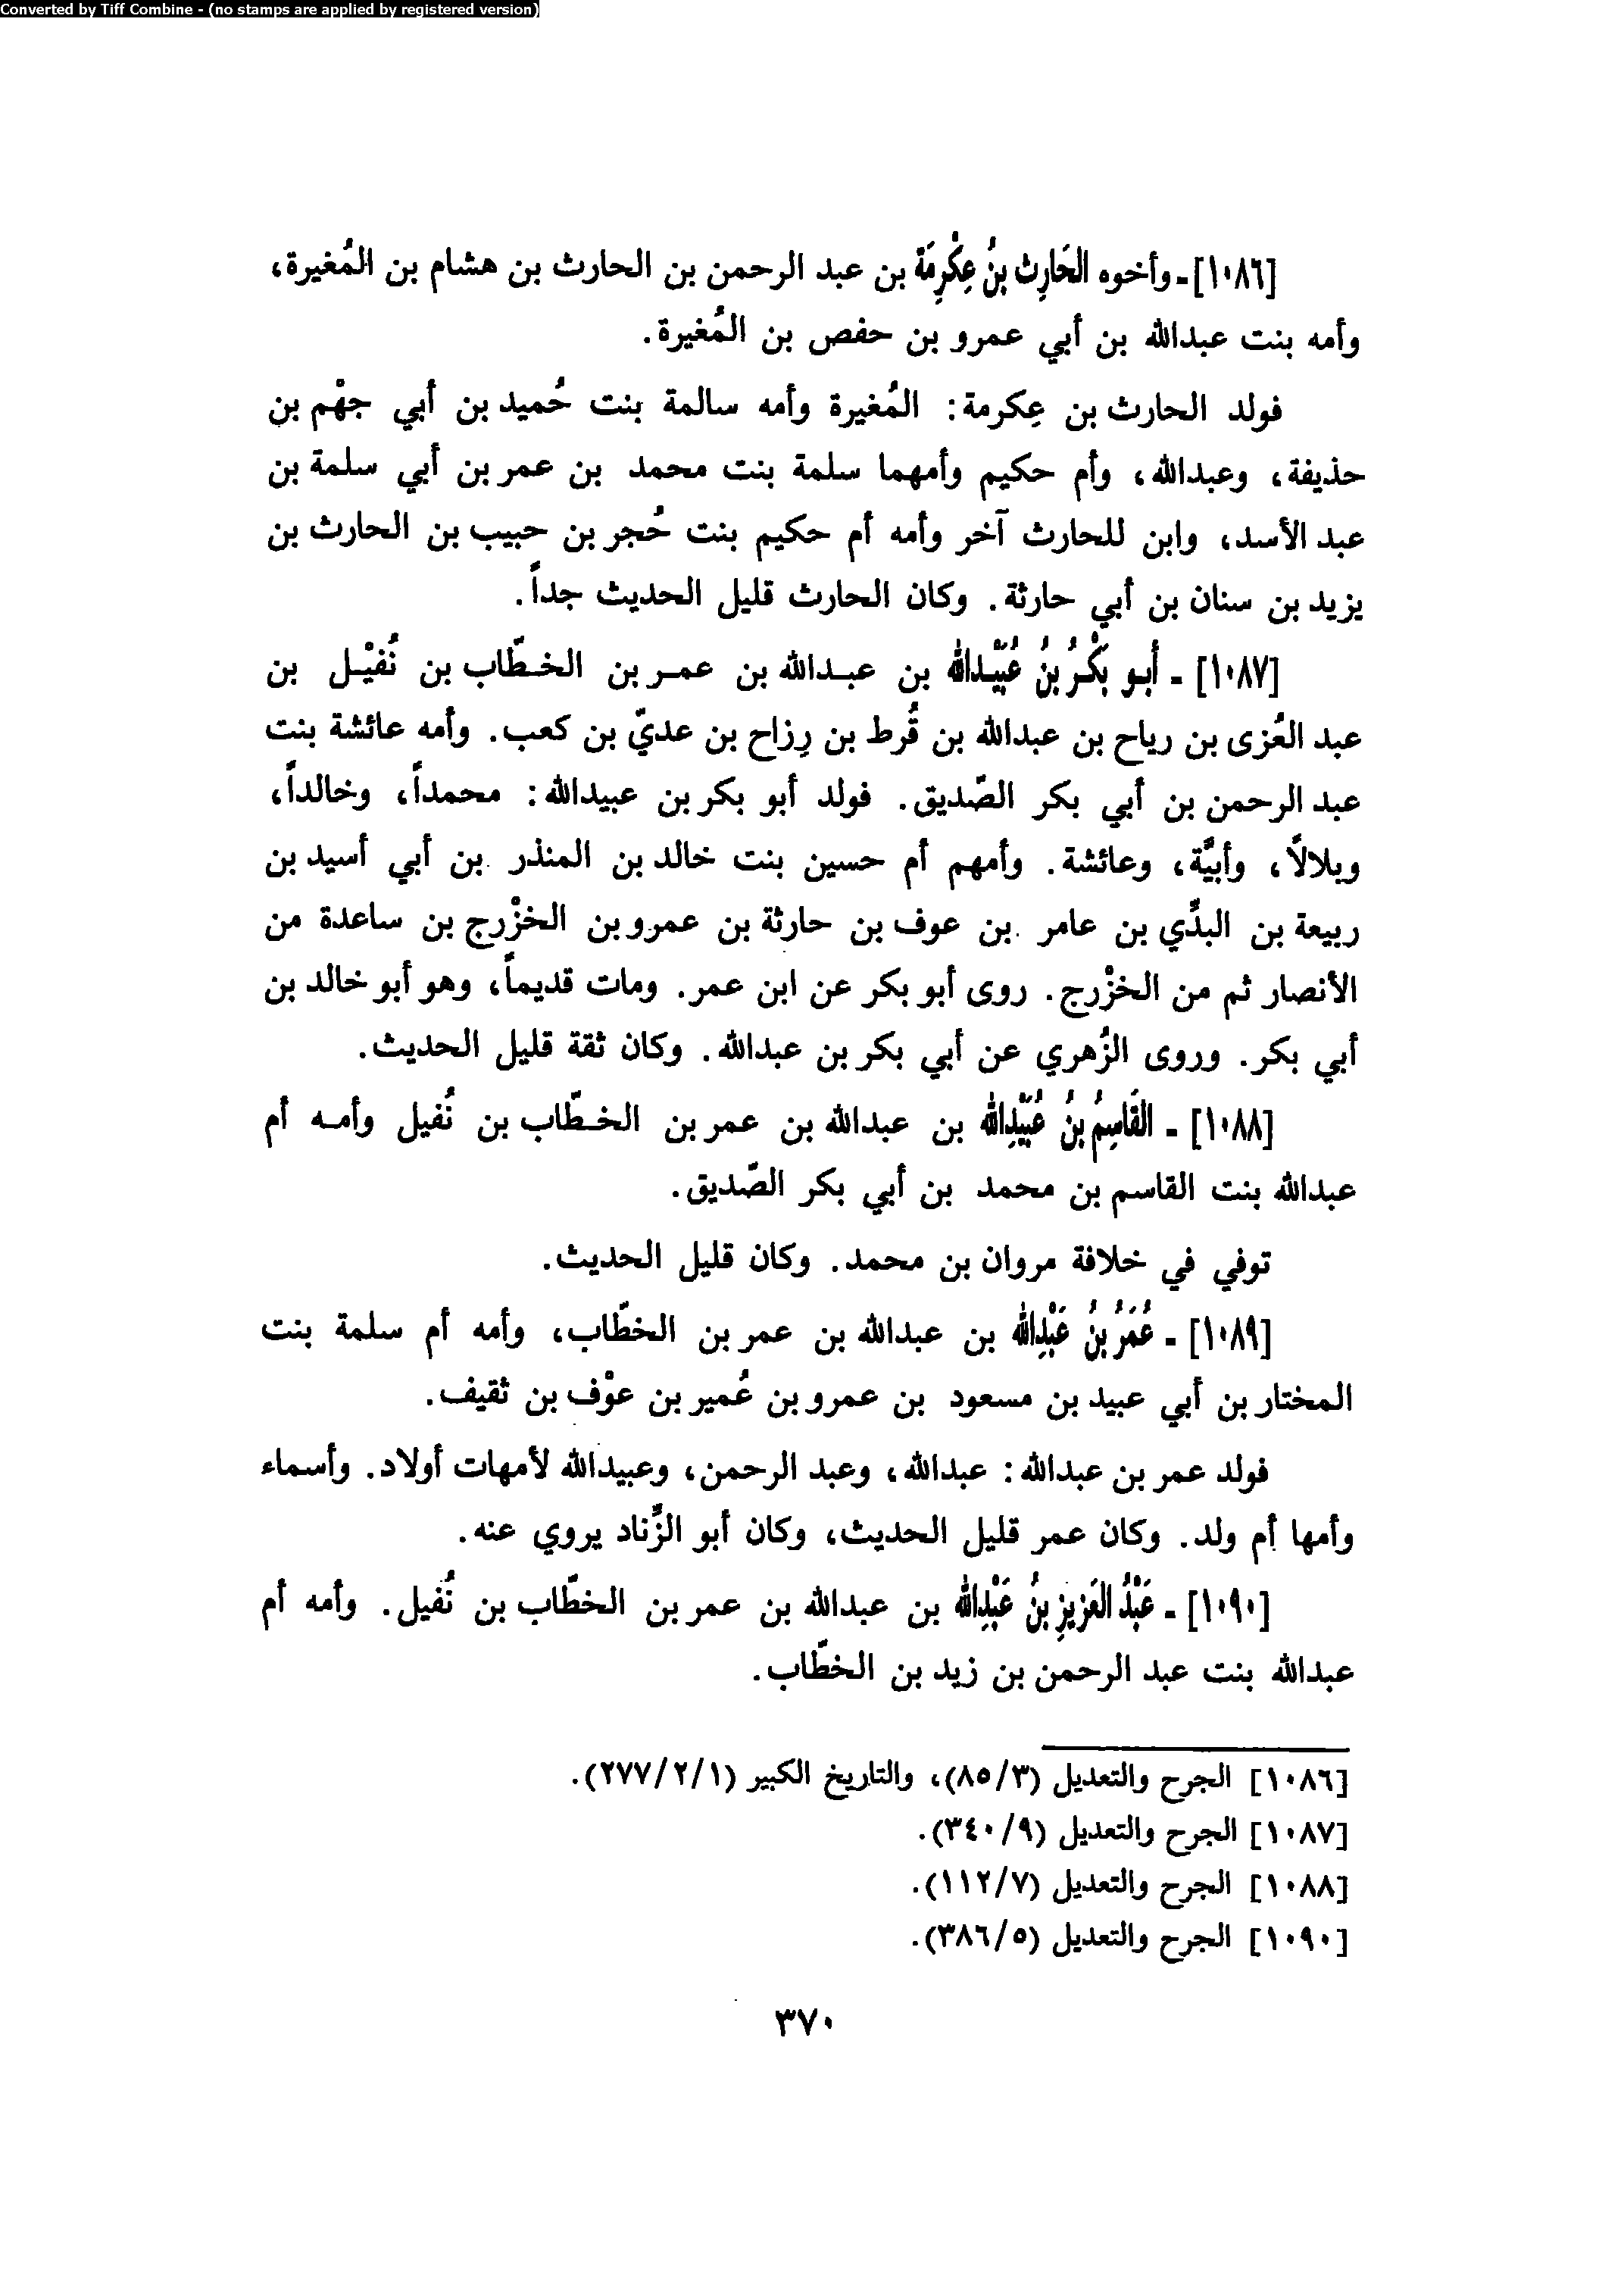 Converted by Tiff Combine - (no stamps are applied by registered version)
[١٠٨٦] - وأخوه الحَارِث بنُ عِكْرِمَة بن عبد الرحمن بن الحارث بن هشام بن المُغيرة،
وأمه بنت عبدالله بن أبي عمرو بن حفص بن المُغيرة.
فولد الحارث بن عِكرمة: المُغيرة وأمه سالمة بنت حُميد بن أبي جهْم بن
حذيفة، وعبدالله، وأم حكيم وأمهما سلمة بنت محمد بن عمر بن أبي سلمة بن
عبد الأسد، وابن للحارث آخر وأمه أم حكيم بنت حُجر بن حبيب بن الحارث بن
يزيد بن سنان بن أبي حارثة. وكان الحارث قليل الحديث جداً.
[١٠٨٧] - أبو بَكْرُ بنُ عُبَيْدالله بن عبدالله بن عمر بن الخطّاب بن نُفيْل بن
عبد العُزى بن رياح بن عبدالله بن قُرط بن رِزاح بن عديّ بن كعب. وأمه عائشة بنت
عبد الرحمن بن أبي بكر الصّديق. فولد أبو بكر بن عبيدالله: محمداً، وخالداً،
وبلالاً، وأبيَّة، وعائشة. وأمهم أم حسين بنت خالد بن المنذر بن أبي أسيد بن
ربيعة بن البدِّي بن عامر بن عوف بن حارثة بن عمرو بن الخزْرج بن ساعدة من
الأنصار ثم من الخزْرج. روى أبو بكر عن ابن عمر. ومات قديماً، وهو أبو خالد بن
أبي بكر. وروى الزُهري عن أبي بكر بن عبدالله. وكان ثقة قليل الحديث.
[١٠٨٨] - القَاسِمُ بنُ عُبَيْدِالله بن عبدالله بن عمر بن الخطّاب بن نُفيل وأمه أم
عبدالله بنت القاسم بن محمد بن أبي بكر الصّديق.
توفي في خلافة مروان بن محمد. وكان قليل الحديث.
[١٠٨٩] - عُمَرُ بنُ عَبْدِالله بن عبدالله بن عمر بن الخطّاب، وأمه أم سلمة بنت
المختار بن أبي عبيد بن مسعود بن عمرو بن عُمير بن عوْف بن ثقيف.
فولد عمر بن عبدالله: عبدالله، وعبد الرحمن، وعبيدالله لأمهات أولاد. وأسماء
وأمها أم ولد. وكان عمر قليل الحديث، وكان أبو الزِّناد يروي عنه.
[١٠٩٠] - عَبْدُ العَزِيزِ بنُ عَبْدِالله بن عبدالله بن عمر بن الخطّاب بن نُفيل. وأمه أم
عبدالله بنت عبد الرحمن بن زيد بن الخطّاب.
[١٠٨٦] الجرح والتعديل (٨٥/٣)، والتاريخ الكبير (٢٧٧/٢/١).
[١٠٨٧] الجرح والتعديل (٣٤٠/٩).
[١٠٨٨] الجرح والتعديل (١١٢/٧).
[١٠٩٠] الجرح والتعديل (٣٨٦/٥).
٣٧٠